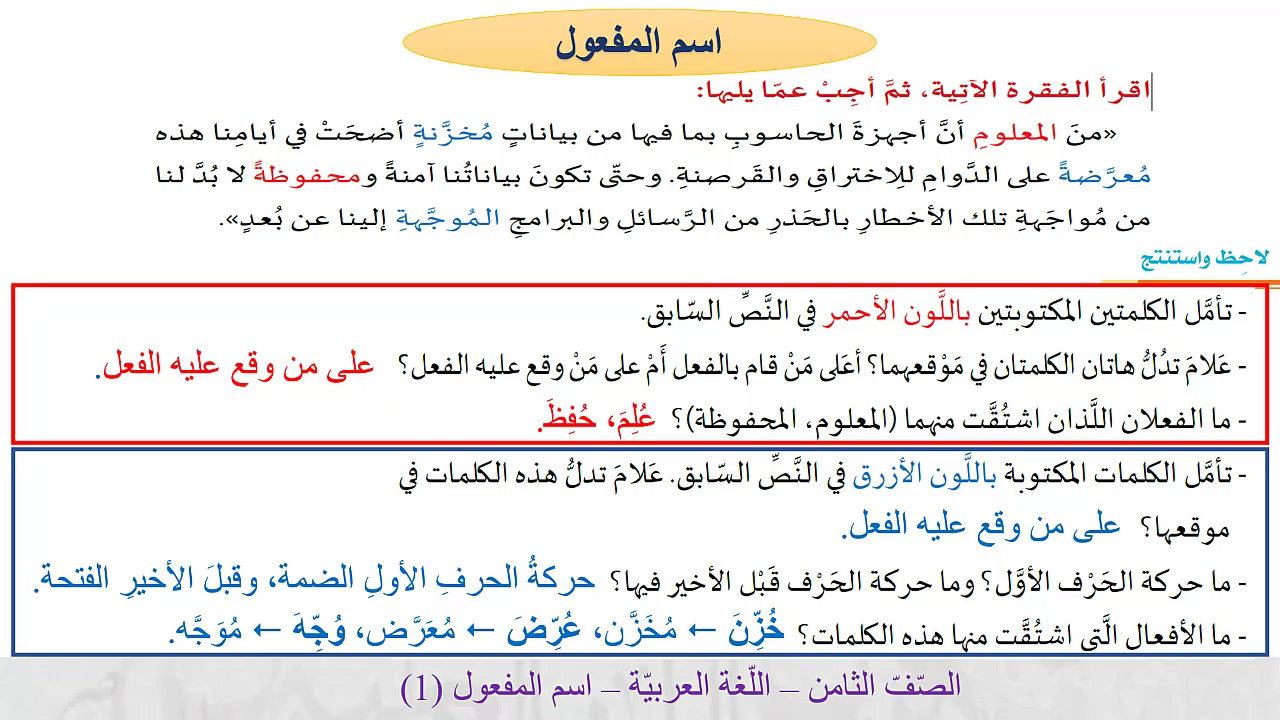 اسم المفعول
اقرأ الفقرة الآتِية، ثمَّ أجِبْ عمّا يليها:
«منَ المعلومِ أنَّ أجهزةَ الحاسوبِ بما فيها من بياناتٍ مُخزَّنةٍ أضحَتْ في أيامِنا هذه
مُعرَّضةً على الدَّوامِ للِاختراقِ والقَرصنةِ. وحتّى تكونَ بياناتُنا آمنةً ومحفوظةً لا بُدَّ لنا
من مُواجَهةِ تلك الأخطارِ بالحَذرِ من الرَّسائلِ والبرامجِ المُوجَّهةِ إلينا عن بُعدٍ».
لاحِظ واستنتج
- تأمَّل الكلمتين المكتوبتين باللَّون الأحمر في النَّصِّ السّابق.
- عَلامَ تدُلُّ هاتان الكلمتان في مَوْقعهما؟ أعَلى مَنْ قام بالفعل أَمْ على مَنْ وقع عليه الفعل؟ على من وقع عليه الفعل.
- ما الفعلان اللَّذان اشتُقَّت منهما (المعلوم، المحفوظة)؟ عُلِمَ، حُفِظَ.
- تأمَّل الكلمات المكتوبة باللَّون الأزرق في النَّصِّ السّابق. عَلامَ تدلُّ هذه الكلمات في
موقعها؟ على من وقع عليه الفعل.
- ما حركة الحَرْف الأوَّل؟ وما حركة الحَرْف قَبْل الأخير فيها؟ حركةُ الحرفِ الأولِ الضمة، وقبلَ الأخيرِ الفتحة.
- ما الأفعال الَّتي اشتُقَّت منها هذه الكلمات؟ خُزِّنَ ← مُخَزَّن، عُرِّضَ ← مُعَرَّض، وُجِّهَ ← مُوَجَّه.
الصّفّ الثامن – اللّغة العربيّة – اسم المفعول (1)